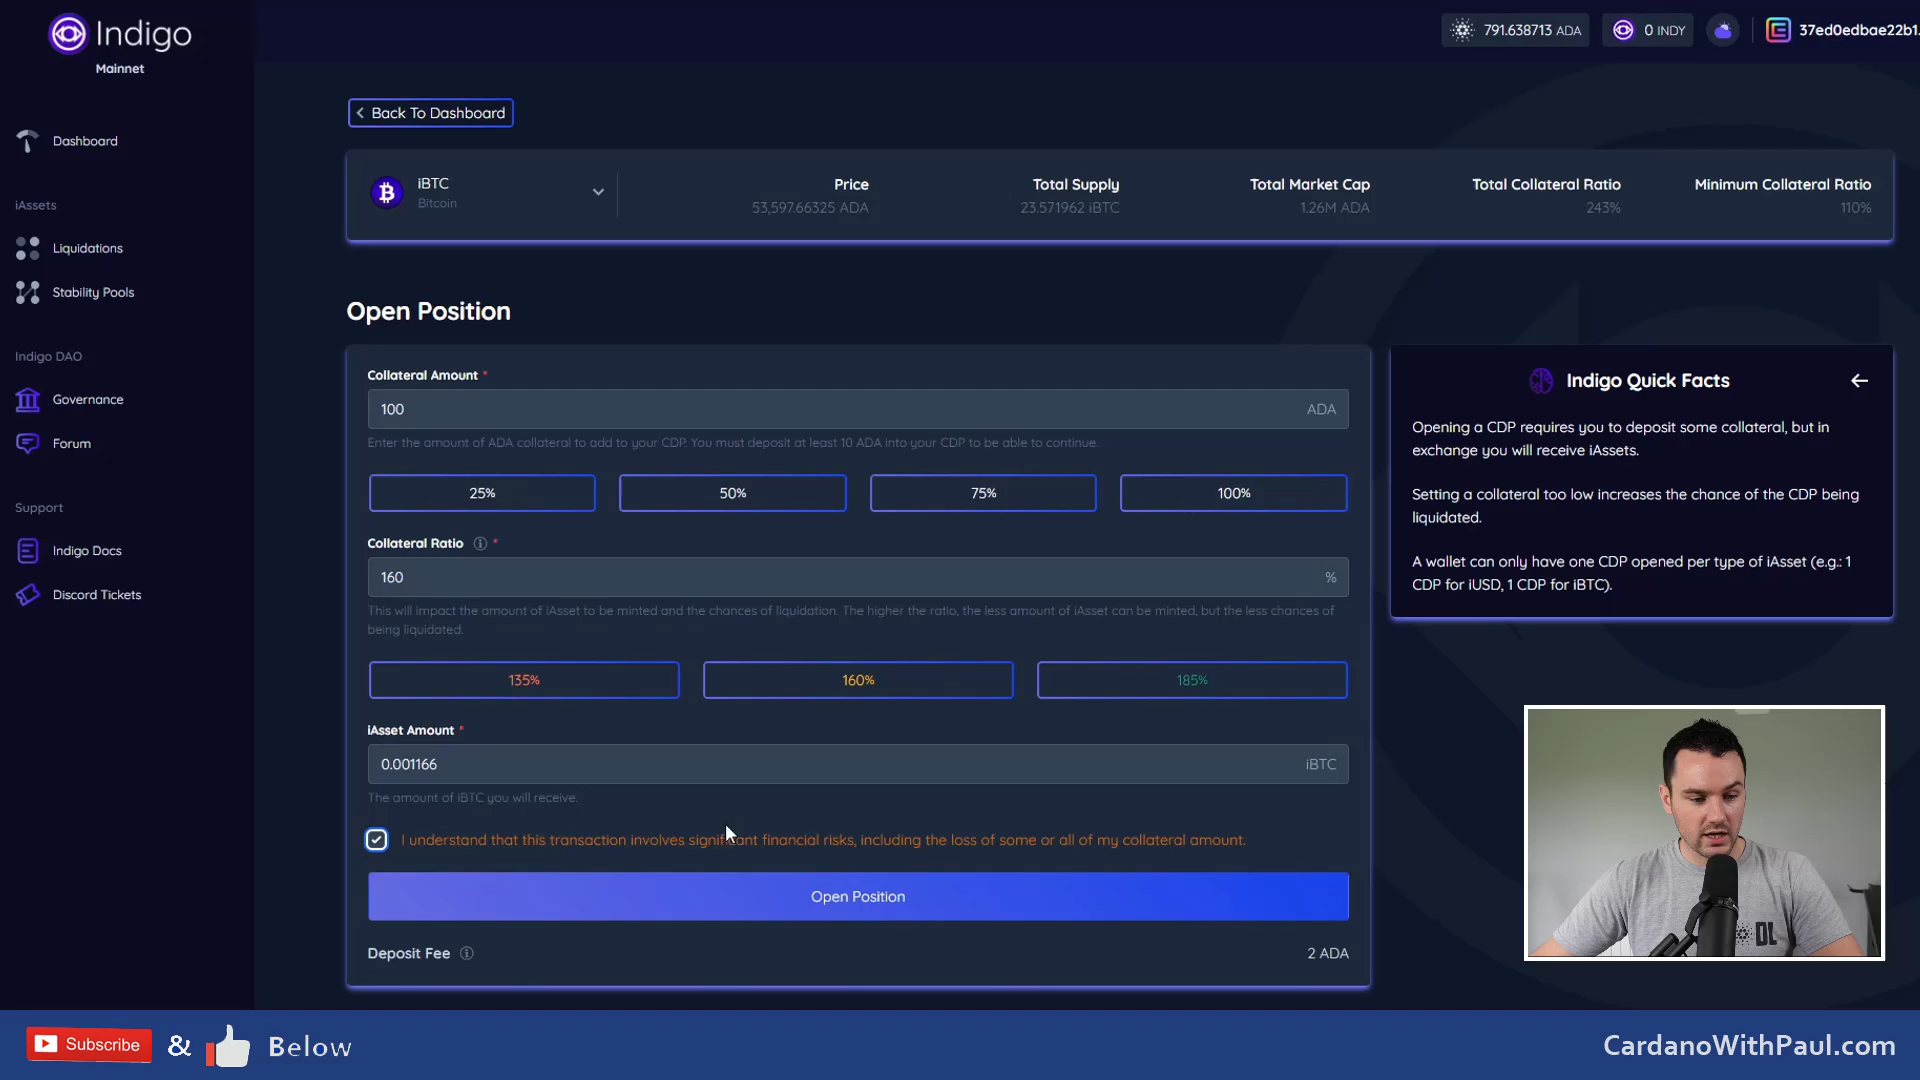 Indigo
Mainnet
791.638713 ADA
0 INDY
37ed0edbae22b1.
Dashboard
iAssets
Liquidations
Stability Pools
Indigo DAO
Governance
Forum
Support
Indigo Docs
Discord Tickets
Back To Dashboard
iBTC
Bitcoin
Price
53,597.66325 ADA
Total Supply
23.571962 iBTC
Total Market Cap
1.26M ADA
Total Collateral Ratio
243%
Minimum Collateral Ratio
110%
Open Position
Collateral Amount *
100 ADA
Enter the amount of ADA collateral to add to your CDP. You must deposit at least 10 ADA into your CDP to be able to continue.
25% 50% 75% 100%
Collateral Ratio *
160 %
This will impact the amount of iAsset to be minted and the chances of liquidation. The higher the ratio, the less amount of iAsset can be minted, but the less chances of
being liquidated.
135% 160% 185%
iAsset Amount *
0.001166 iBTC
The amount of iBTC you will receive.
I understand that this transaction involves significant financial risks, including the loss of some or all of my collateral amount.
Open Position
Deposit Fee 2 ADA
Indigo Quick Facts
Opening a CDP requires you to deposit some collateral, but in
exchange you will receive iAssets.
Setting a collateral too low increases the chance of the CDP being
liquidated.
A wallet can only have one CDP opened per type of iAsset (e.g.: 1
CDP for iUSD, 1 CDP for iBTC).
DL
Subscribe & Below
CardanoWithPaul.com